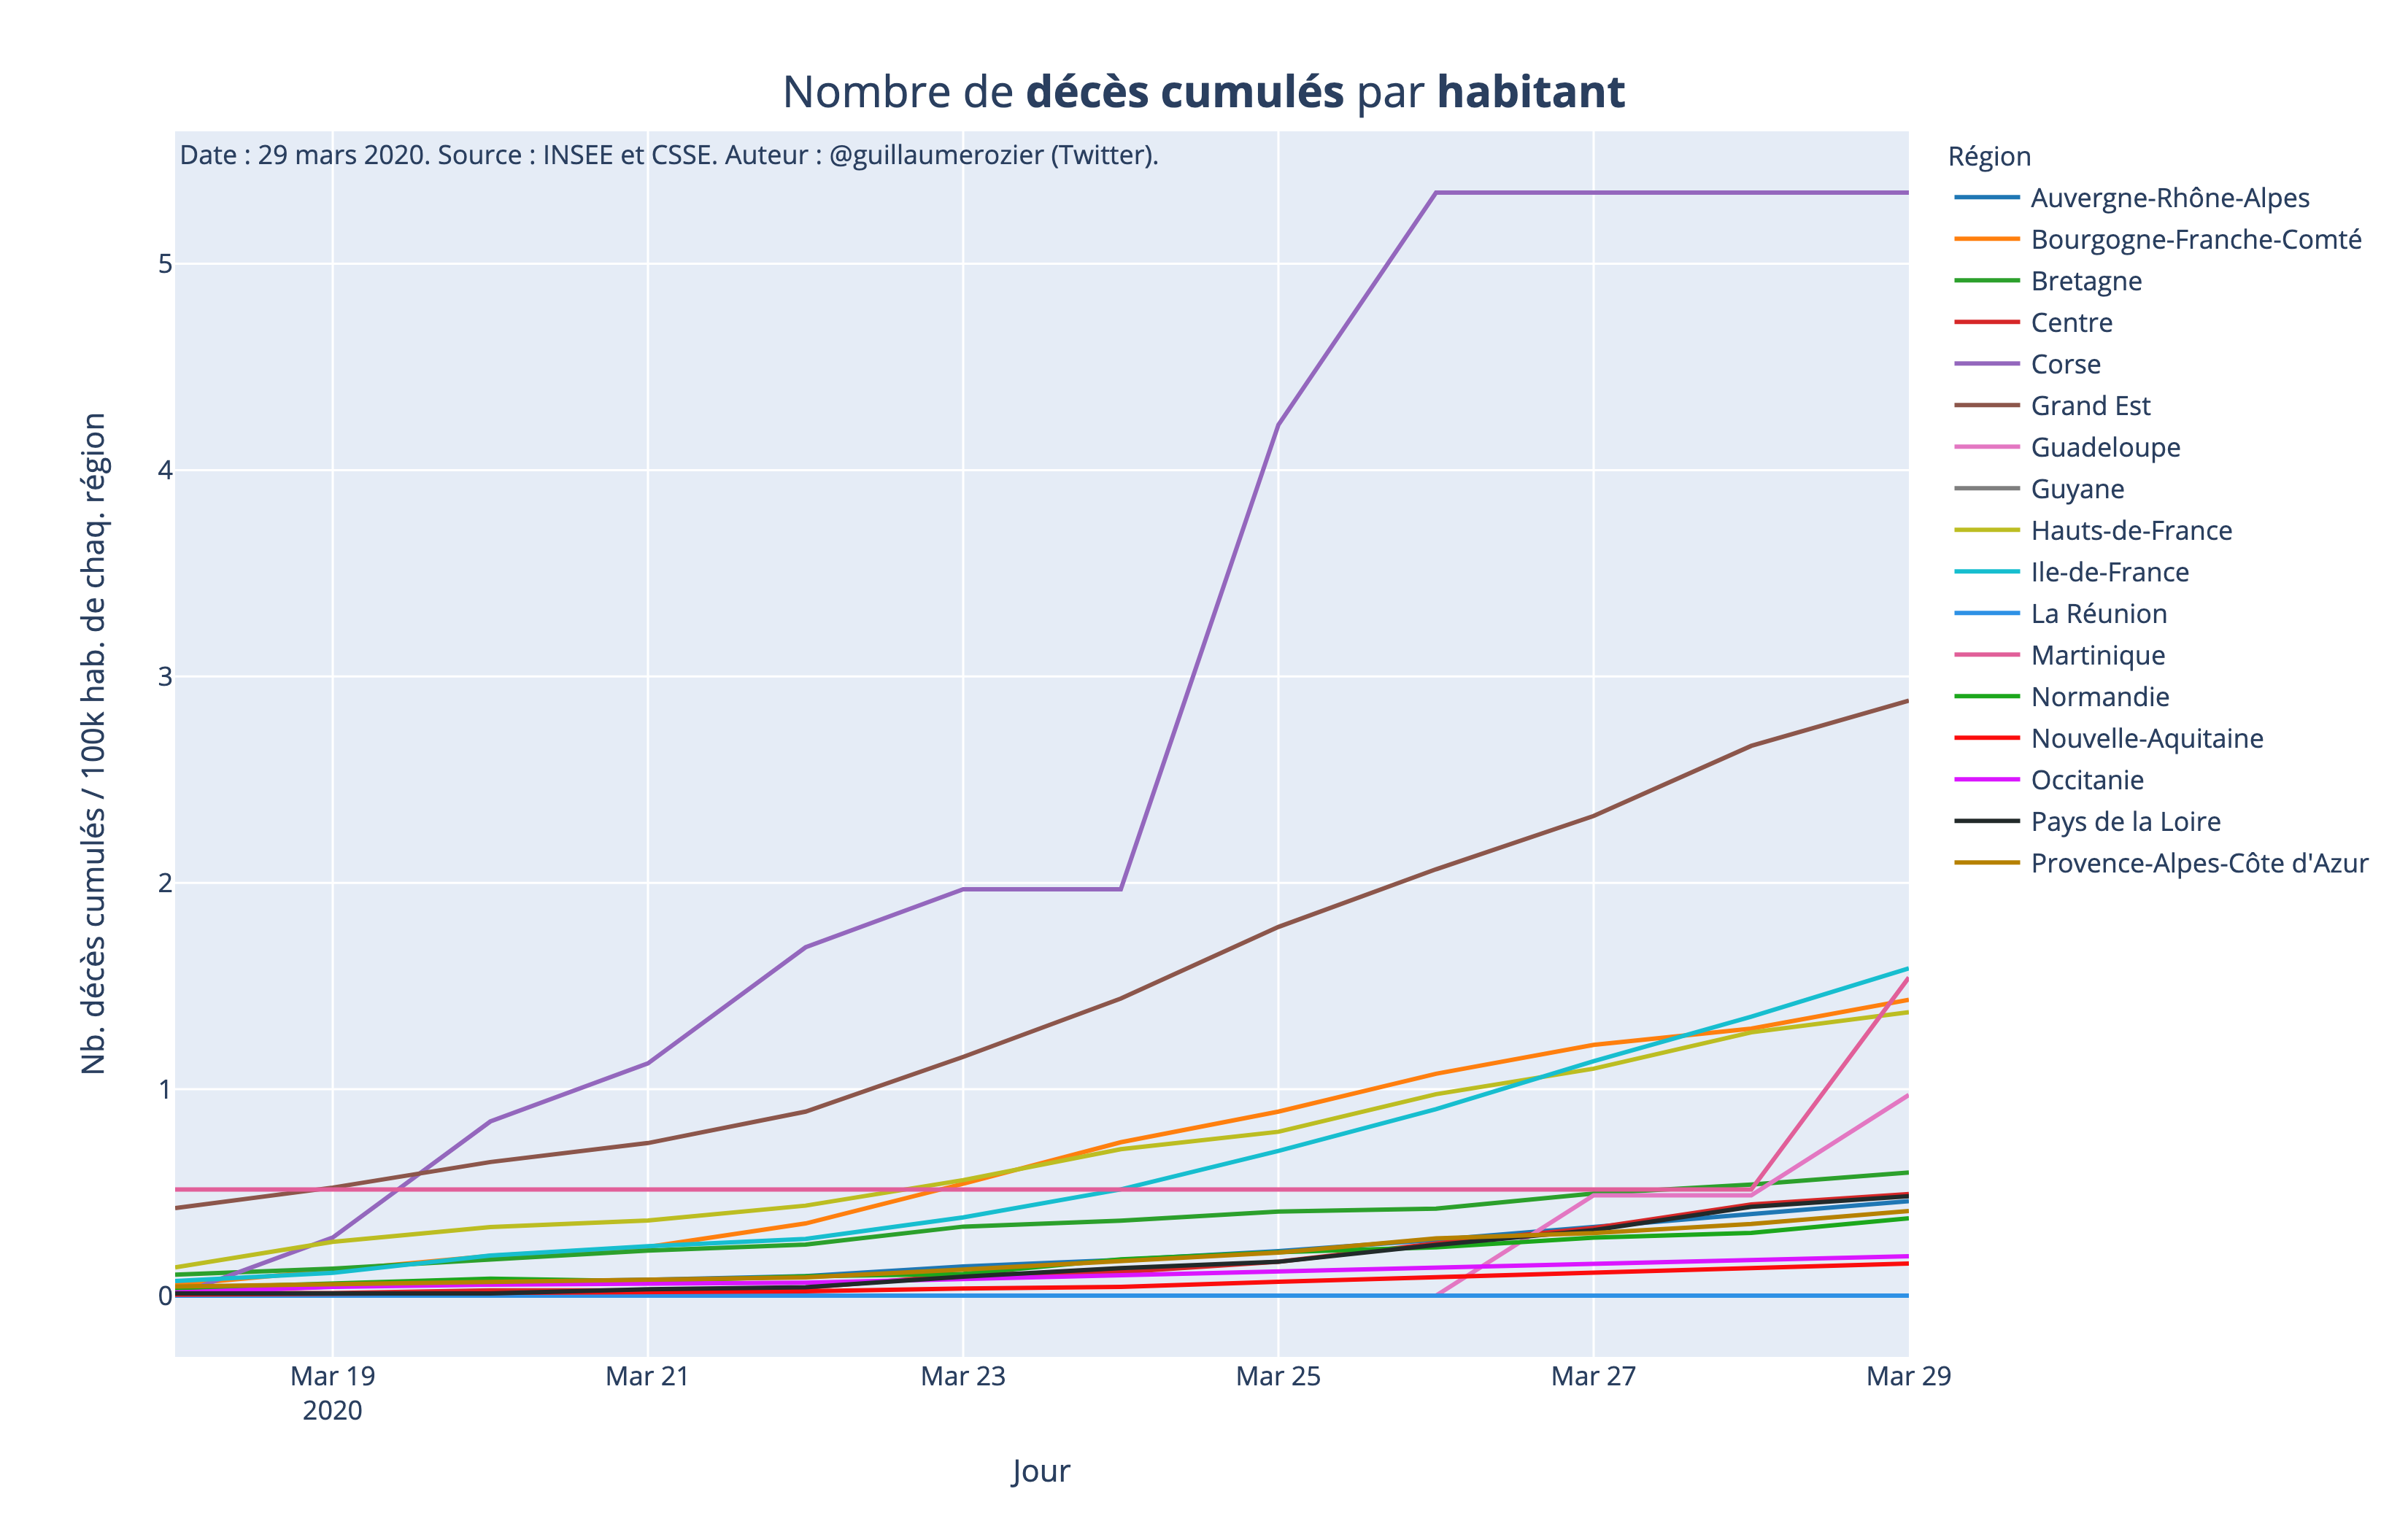 Nombre de décès cumulés par habitant
Date : 29 mars 2020. Source : INSEE et CSSE. Auteur : @guillaumerozier (Twitter).
Nb. décès cumulés / 100k hab. de chaq. région
5
4
3
2
1
0
Mar 19
2020
Mar 21
Mar 23
Mar 25
Mar 27
Mar 29
Jour
Région
Auvergne-Rhône-Alpes
Bourgogne-Franche-Comté
Bretagne
Centre
Corse
Grand Est
Guadeloupe
Guyane
Hauts-de-France
Ile-de-France
La Réunion
Martinique
Normandie
Nouvelle-Aquitaine
Occitanie
Pays de la Loire
Provence-Alpes-Côte d'Azur